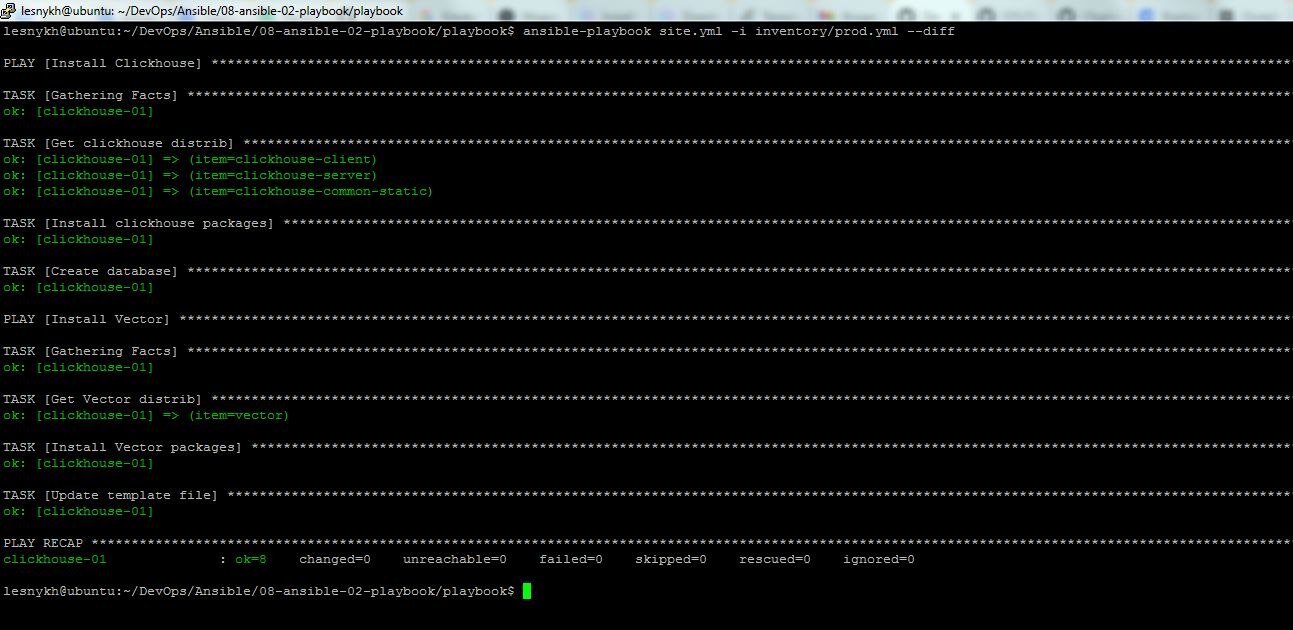 lesnykh@ubuntu: ~/DevOps/Ansible/08-ansible-02-playbook/playbook
lesnykh@ubuntu:~/DevOps/Ansible/08-ansible-02-playbook/playbook$ ansible-playbook site.yml -i inventory/prod.yml --diff
PLAY [Install Clickhouse] ****************************************************************************************************************************************
TASK [Gathering Facts] *******************************************************************************************************************************************
ok: [clickhouse-01]
TASK [Get clickhouse distrib] ************************************************************************************************************************************
ok: [clickhouse-01] => (item=clickhouse-client)
ok: [clickhouse-01] => (item=clickhouse-server)
ok: [clickhouse-01] => (item=clickhouse-common-static)
TASK [Install clickhouse packages] *******************************************************************************************************************************
ok: [clickhouse-01]
TASK [Create database] *******************************************************************************************************************************************
ok: [clickhouse-01]
PLAY [Install Vector] ********************************************************************************************************************************************
TASK [Gathering Facts] *******************************************************************************************************************************************
ok: [clickhouse-01]
TASK [Get Vector distrib] ****************************************************************************************************************************************
ok: [clickhouse-01] => (item=vector)
TASK [Install Vector packages] ***********************************************************************************************************************************
ok: [clickhouse-01]
TASK [Update template file] **************************************************************************************************************************************
ok: [clickhouse-01]
PLAY RECAP *******************************************************************************************************************************************************
clickhouse-01 : ok=8 changed=0 unreachable=0 failed=0 skipped=0 rescued=0 ignored=0
lesnykh@ubuntu:~/DevOps/Ansible/08-ansible-02-playbook/playbook$